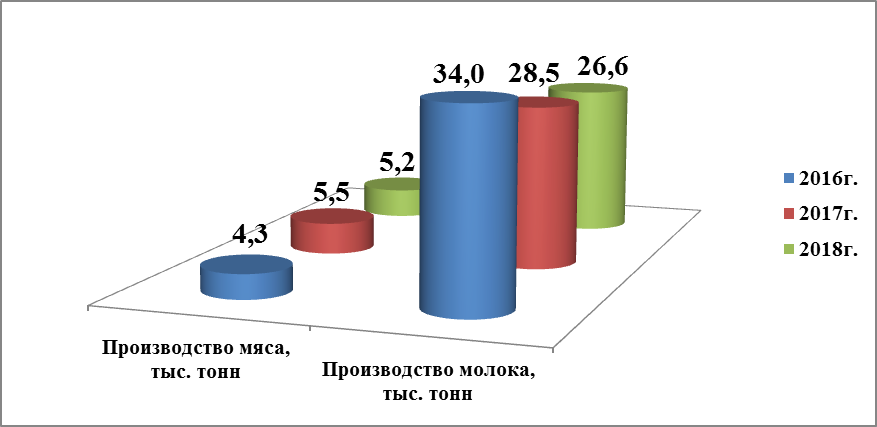 34,0
28,5
26,6
5,2
5,5
4,3
2016г.
2017г.
2018г.
Производство мяса,
тыс. тонн
Производство молока,
тыс. тонн